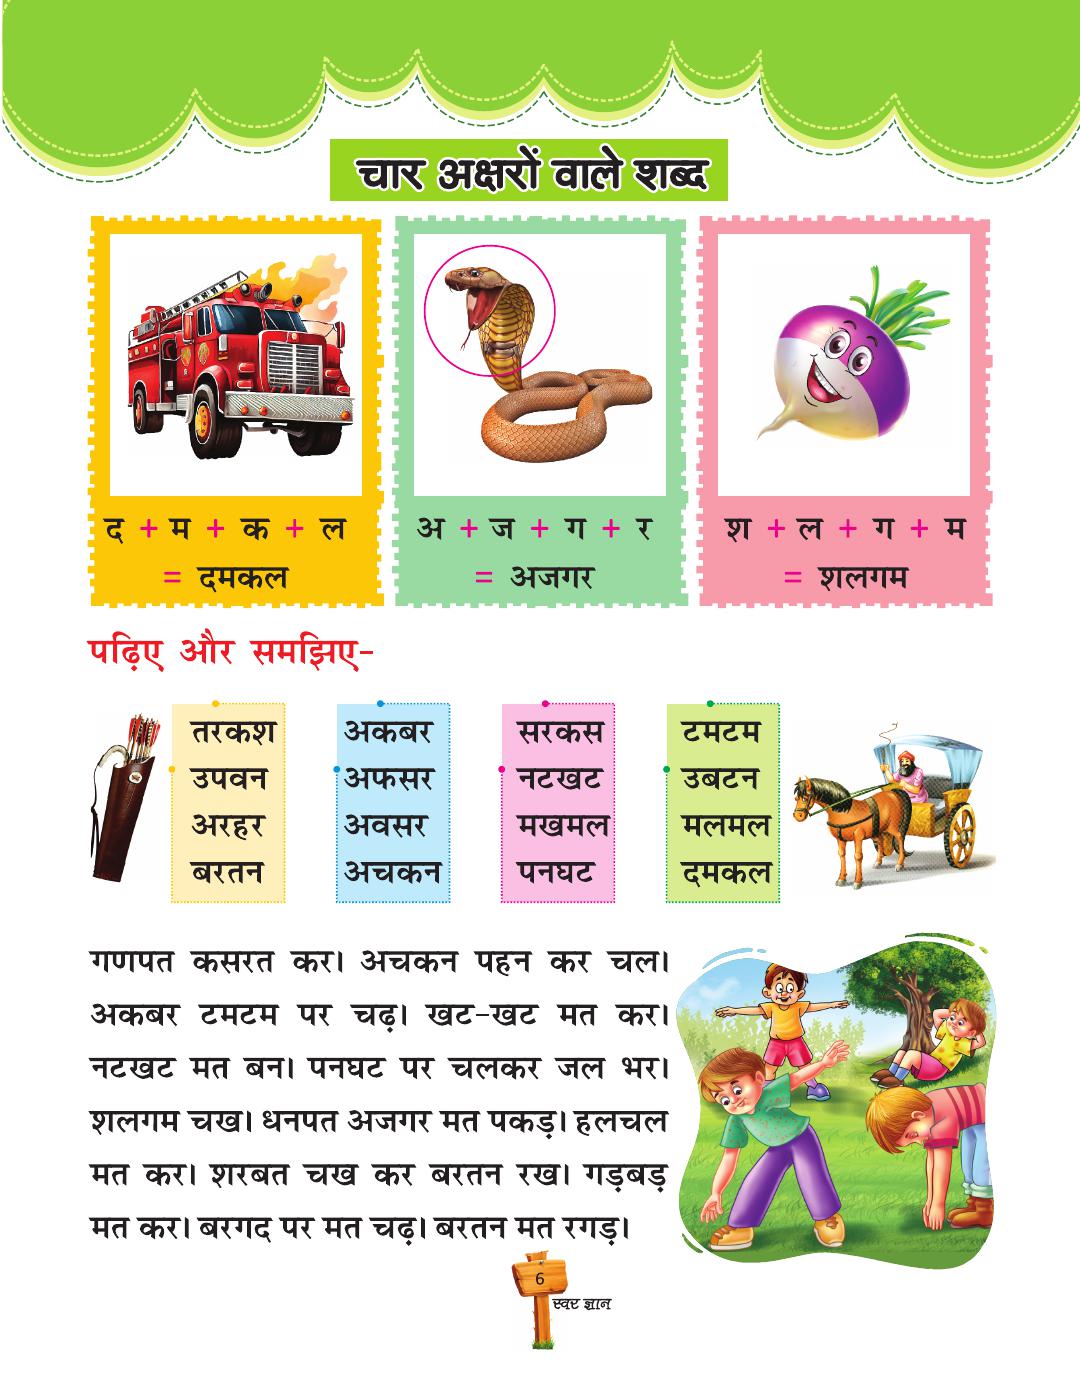 चार अक्षरों वाले शब्द
द + म + क + ल
= दमकल
अ + ज + ग + र
= अजगर
श + ल + ग + म
= शलगम
पढ़िए और समझिए-
तरकश
उपवन
अरहर
बरतन
अकबर
अफसर
अवसर
अचकन
सरकस
नटखट
मखमल
पनघट
टमटम
उबटन
मलमल
दमकल
गणपत कसरत कर। अचकन पहन कर चल।
अकबर टमटम पर चढ़। खट-खट मत कर।
नटखट मत बन। पनघट पर चलकर जल भर।
शलगम चख। धनपत अजगर मत पकड़। हलचल
मत कर। शरबत चख कर बरतन रख। गड़बड़
मत कर। बरगद पर मत चढ़। बरतन मत रगड़।
6
स्वर ज्ञान